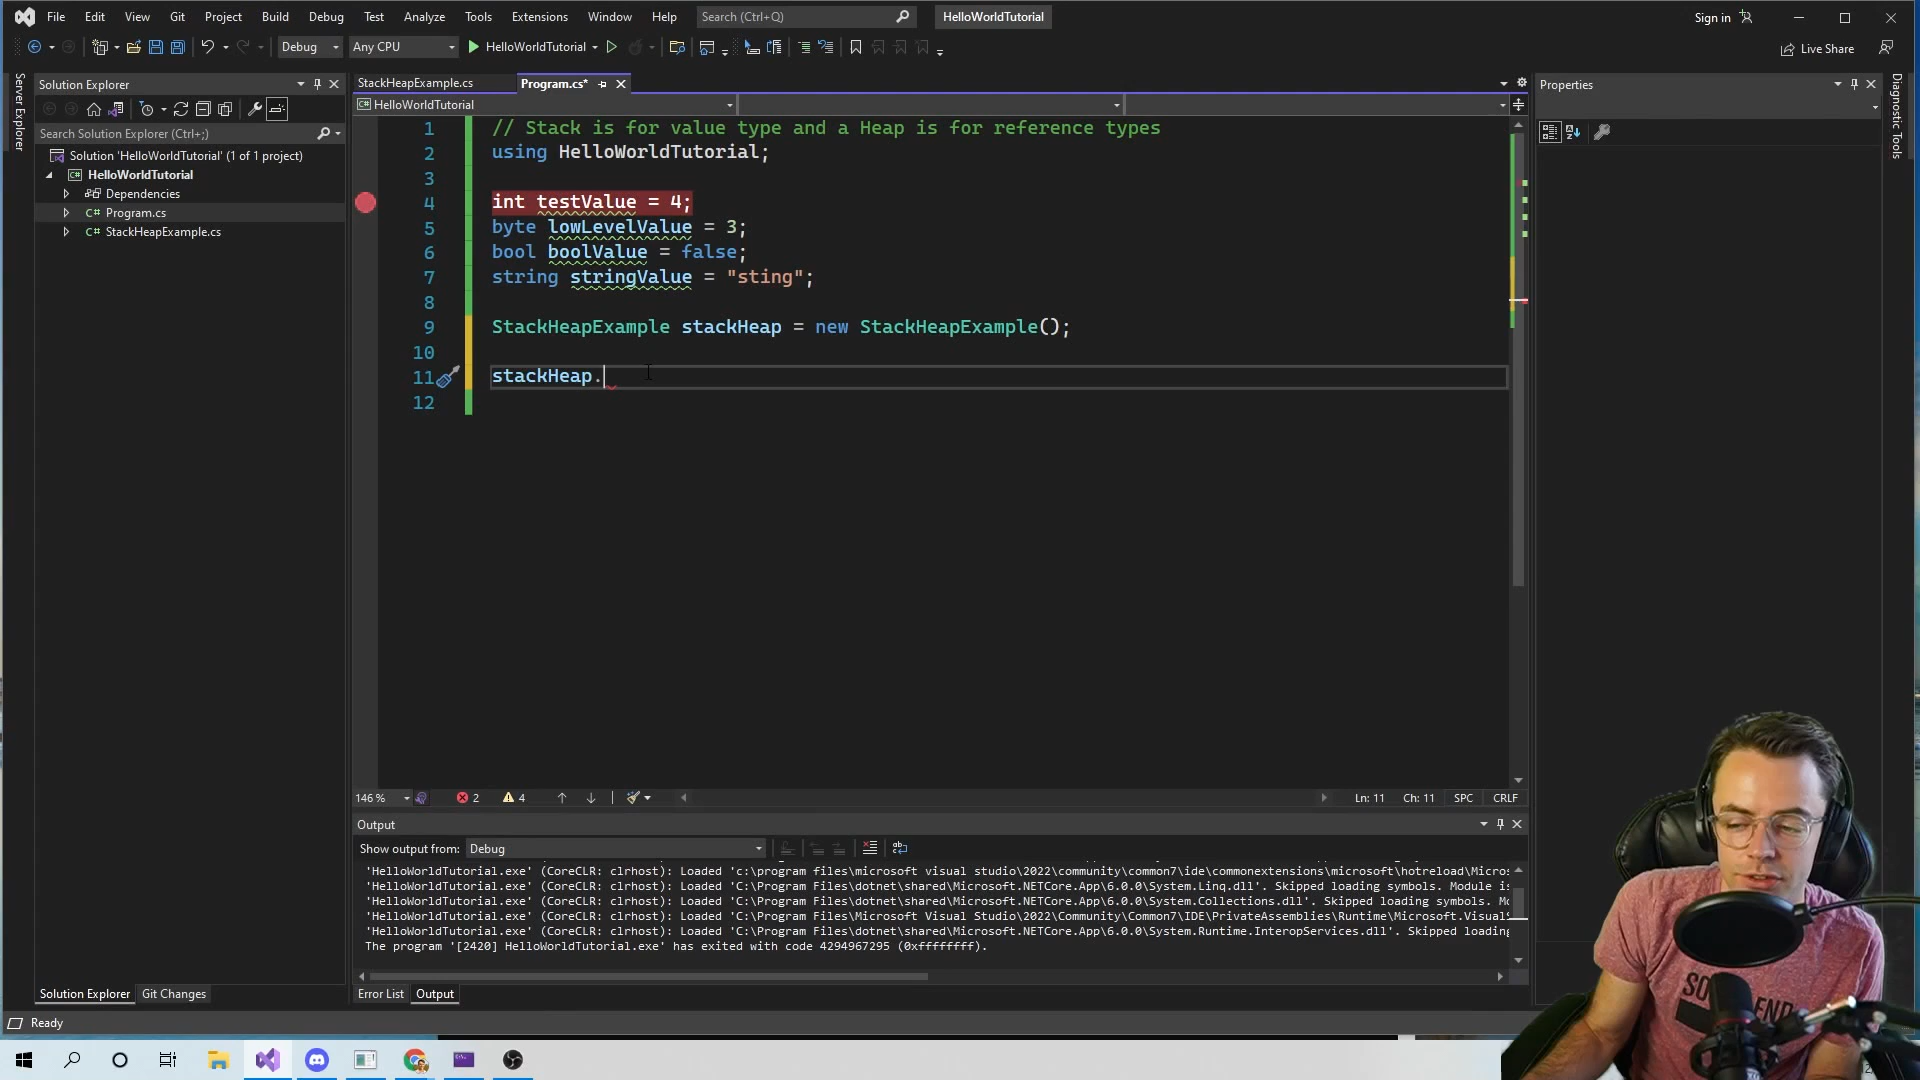 File Edit View Git Project Build Debug Test Analyze Tools Extensions Window Help Search (Ctrl+Q) HelloWorldTutorial Sign in
Debug Any CPU HelloWorldTutorial Live Share
Server Explorer
Solution Explorer
Search Solution Explorer (Ctrl+;)
Solution 'HelloWorldTutorial' (1 of 1 project)
HelloWorldTutorial
Dependencies
C# Program.cs
C# StackHeapExample.cs
StackHeapExample.cs Program.cs*
HelloWorldTutorial
1 // Stack is for value type and a Heap is for reference types
2 using HelloWorldTutorial;
3
4 int testValue = 4;
5 byte lowLevelValue = 3;
6 bool boolValue = false;
7 string stringValue = "sting";
8
9 StackHeapExample stackHeap = new StackHeapExample();
10
11 stackHeap.
12
146 % 2 4 Ln: 11 Ch: 11 SPC CRLF
Properties
Diagnostic Tools
Output
Show output from: Debug
'HelloWorldTutorial.exe' (CoreCLR: clrhost): Loaded 'c:\program files\microsoft visual studio\2022\community\common7\ide\commonextensions\microsoft\hotreload\Micros
'HelloWorldTutorial.exe' (CoreCLR: clrhost): Loaded 'C:\Program Files\dotnet\shared\Microsoft.NETCore.App\6.0.0\System.Linq.dll'. Skipped loading symbols. Module is
'HelloWorldTutorial.exe' (CoreCLR: clrhost): Loaded 'C:\Program Files\dotnet\shared\Microsoft.NETCore.App\6.0.0\System.Collections.dll'. Skipped loading symbols. Mo
'HelloWorldTutorial.exe' (CoreCLR: clrhost): Loaded 'C:\Program Files\Microsoft Visual Studio\2022\Community\Common7\IDE\PrivateAssemblies\Runtime\Microsoft.Visual
'HelloWorldTutorial.exe' (CoreCLR: clrhost): Loaded 'C:\Program Files\dotnet\shared\Microsoft.NETCore.App\6.0.0\System.Runtime.InteropServices.dll'. Skipped loading
The program '[2420] HelloWorldTutorial.exe' has exited with code 4294967295 (0xffffffff).
Solution Explorer Git Changes
Error List Output
Ready